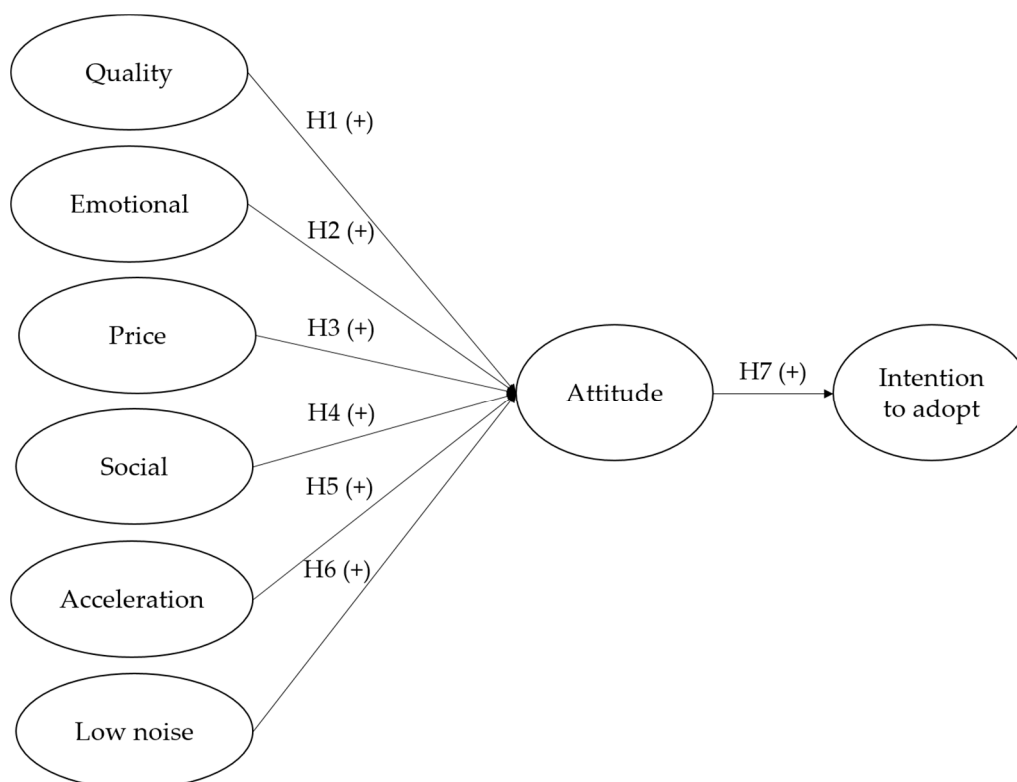 Quality
H1 (+)
Emotional
H2 (+)
Price
H3 (+)
Social
H4 (+)
Acceleration
H5 (+)
Low noise
H6 (+)
Attitude
H7 (+)
Intention
to adopt